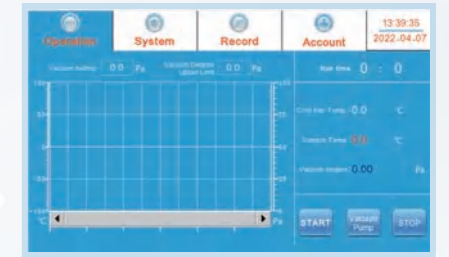 Operation
System
Record
Account
13:39:35
2022-04-07
Vacuum Setting
0.0
Pa
Vacuum Degree
Upper Limit
0.0
Pa
Run time
0 : 0
Cold trap Temp
0.0
℃
0.0
℃
Vacuum degree
0.00
Pa
℃
Pa
START
Vacuum
Pump
STOP